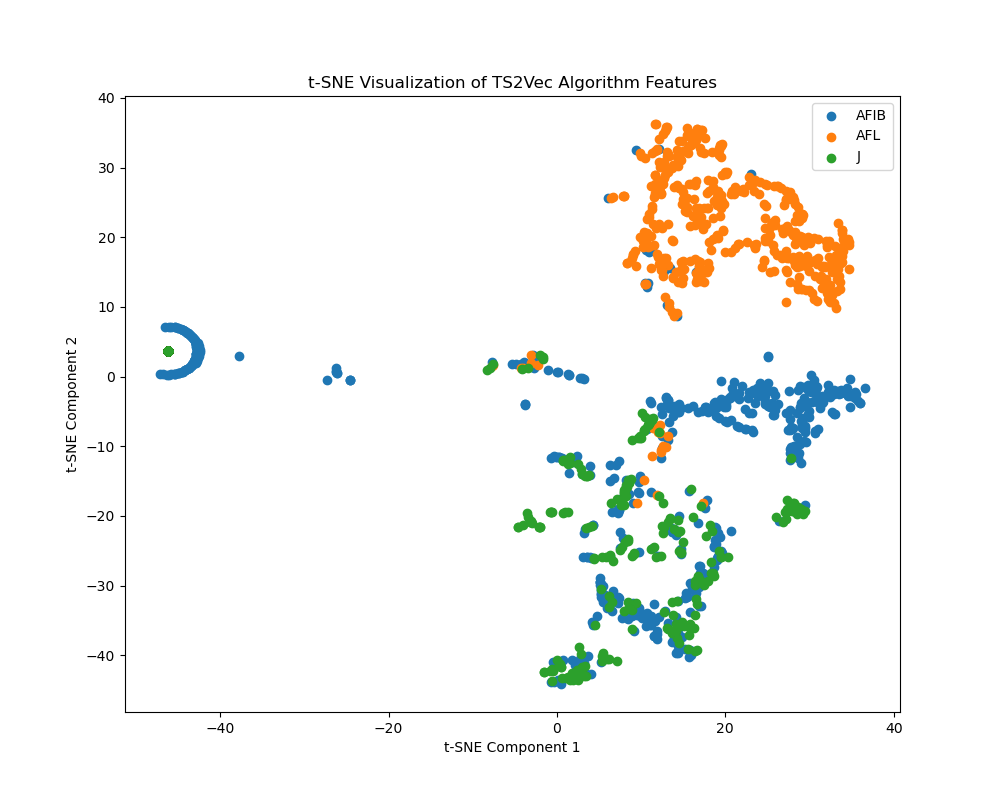 t-SNE Visualization of TS2Vec Algorithm Features
AFIB
AFL
J
40
30
20
10
0
−10
−20
−30
−40
t-SNE Component 2
−40
−20
0
20
40
t-SNE Component 1